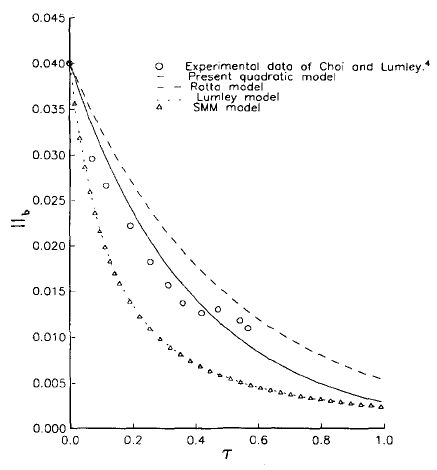 0.045
0.040
0.035
0.030
0.025
0.020
0.015
0.010
0.005
0.000
II_b
○ Experimental data of Choi and Lumley.⁴
— Present quadratic model
– – Rotta model
Lumley model
△ SMM model
0.0 0.2 0.4 0.6 0.8 1.0
τ